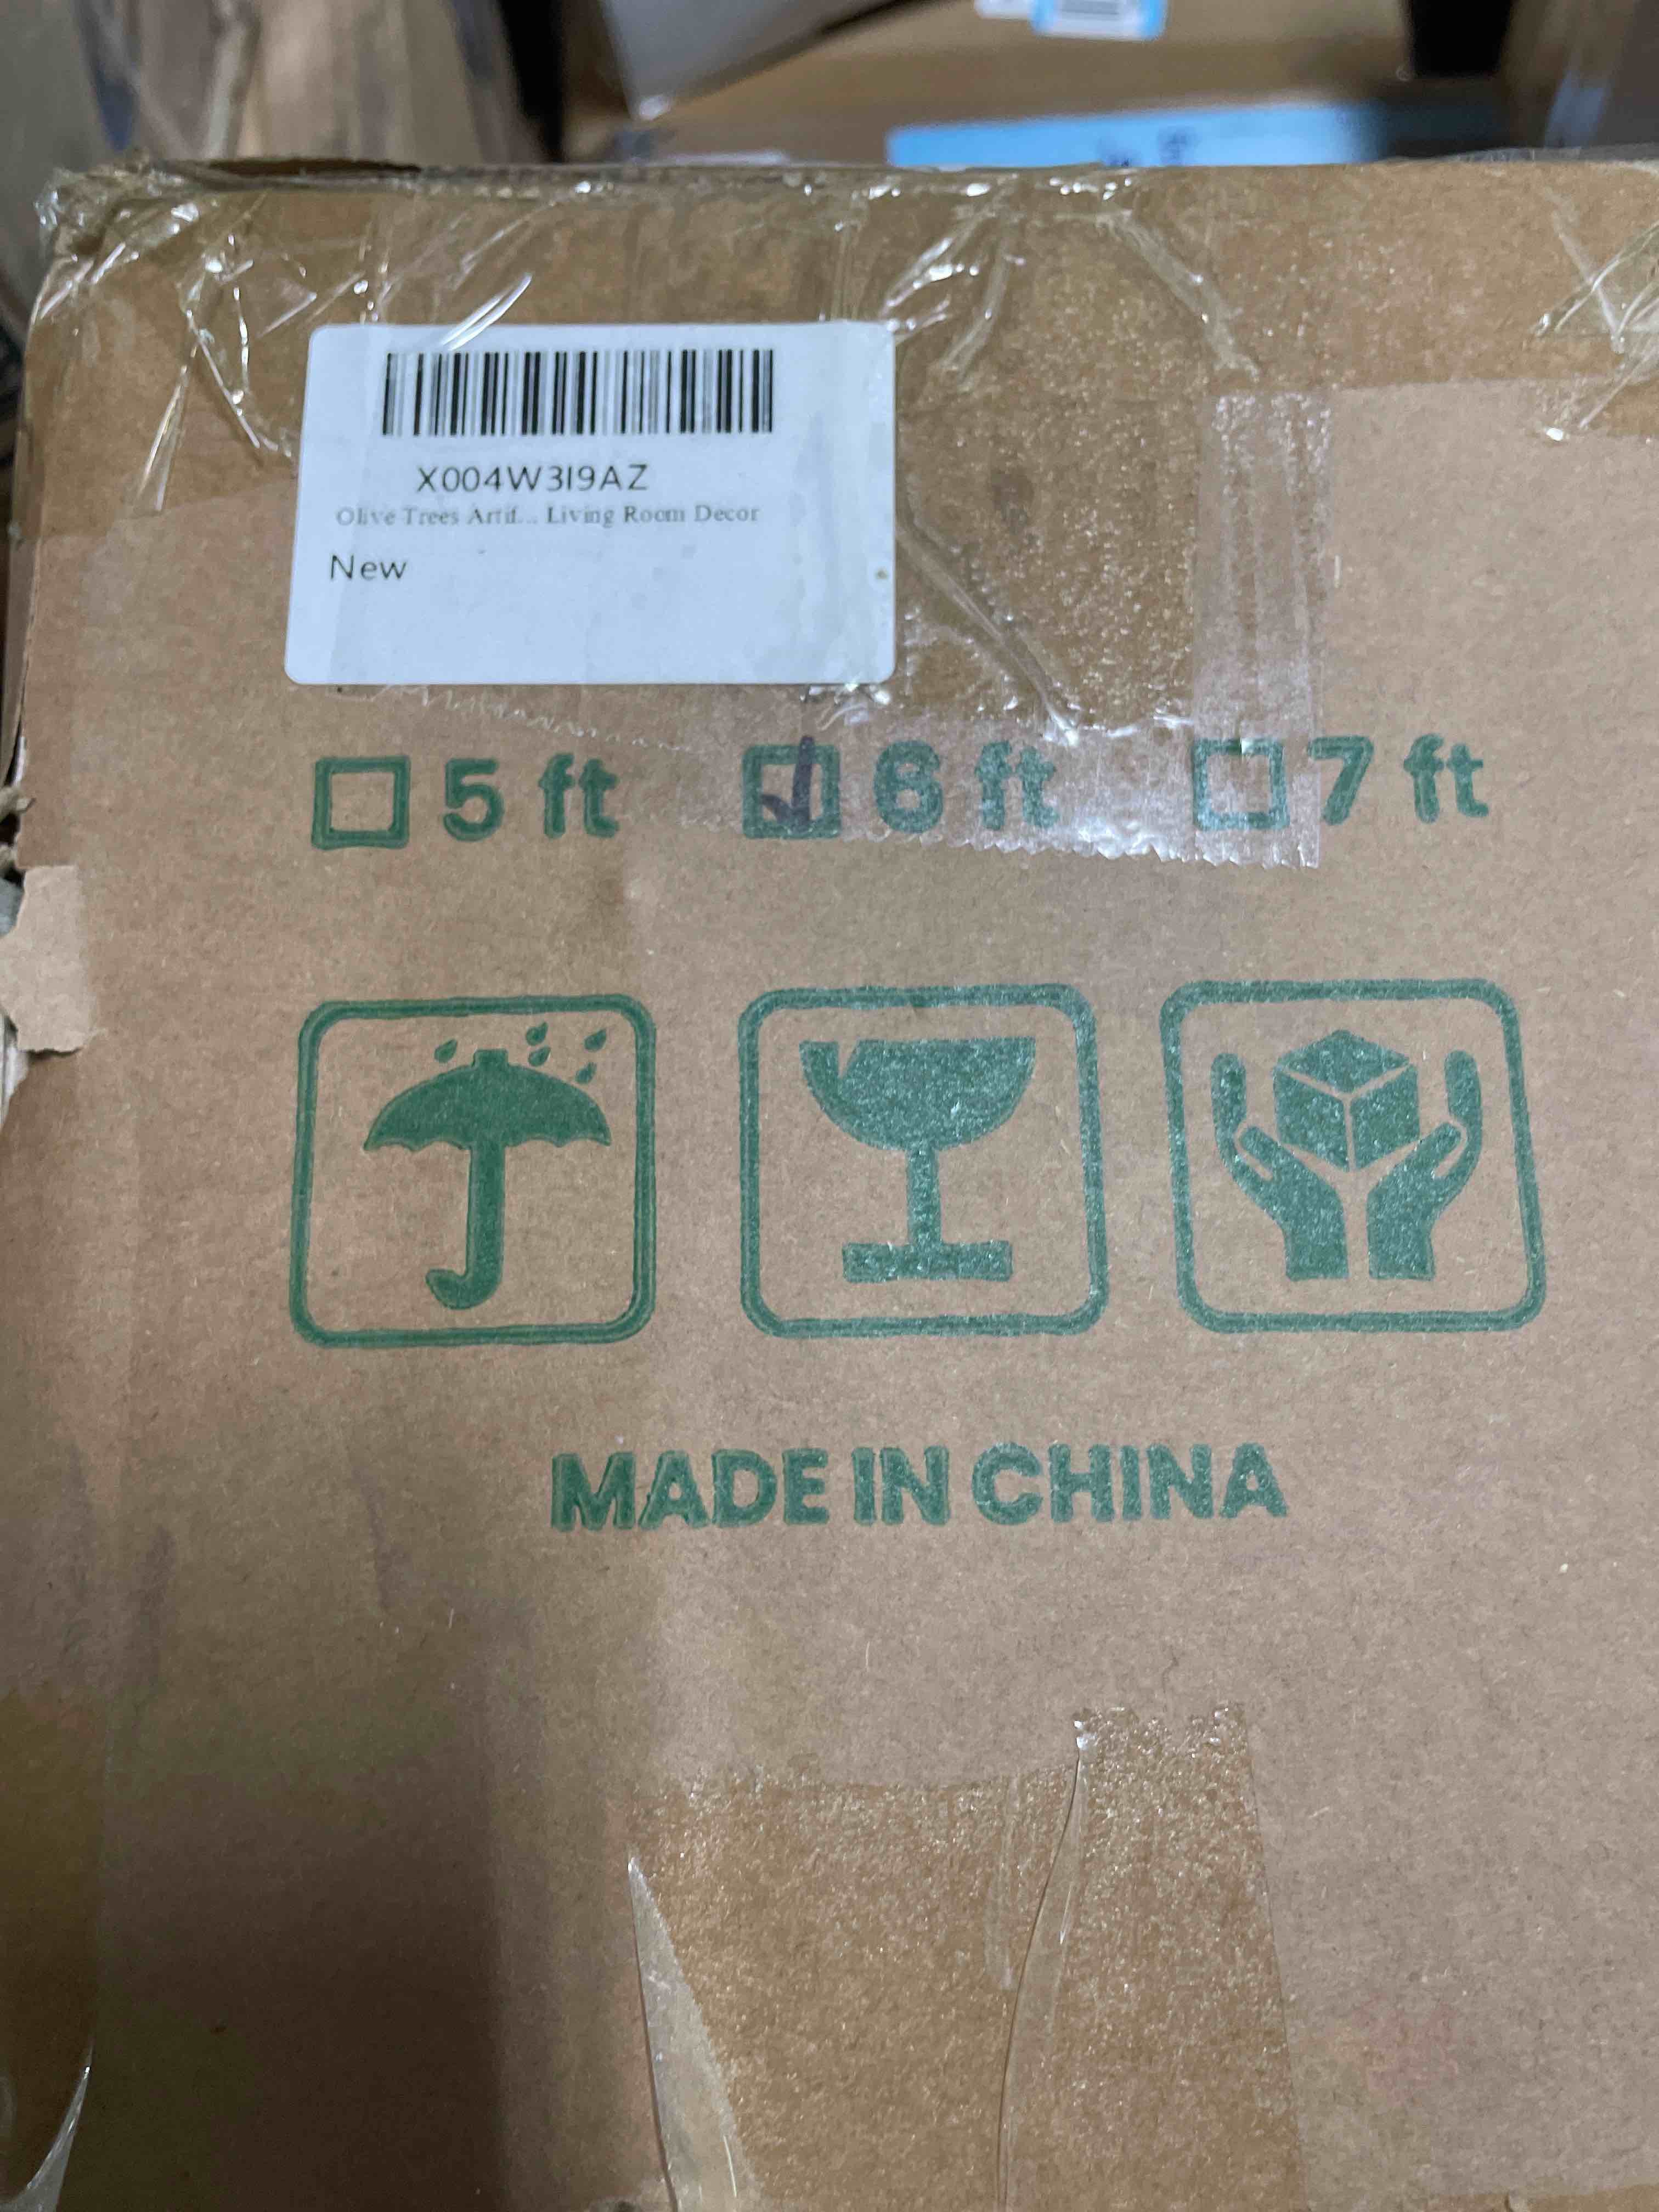 X004W3I9AZ
Olive Trees Artif... Living Room Decor
New
5 ft 6 ft 7 ft
MADE IN CHINA